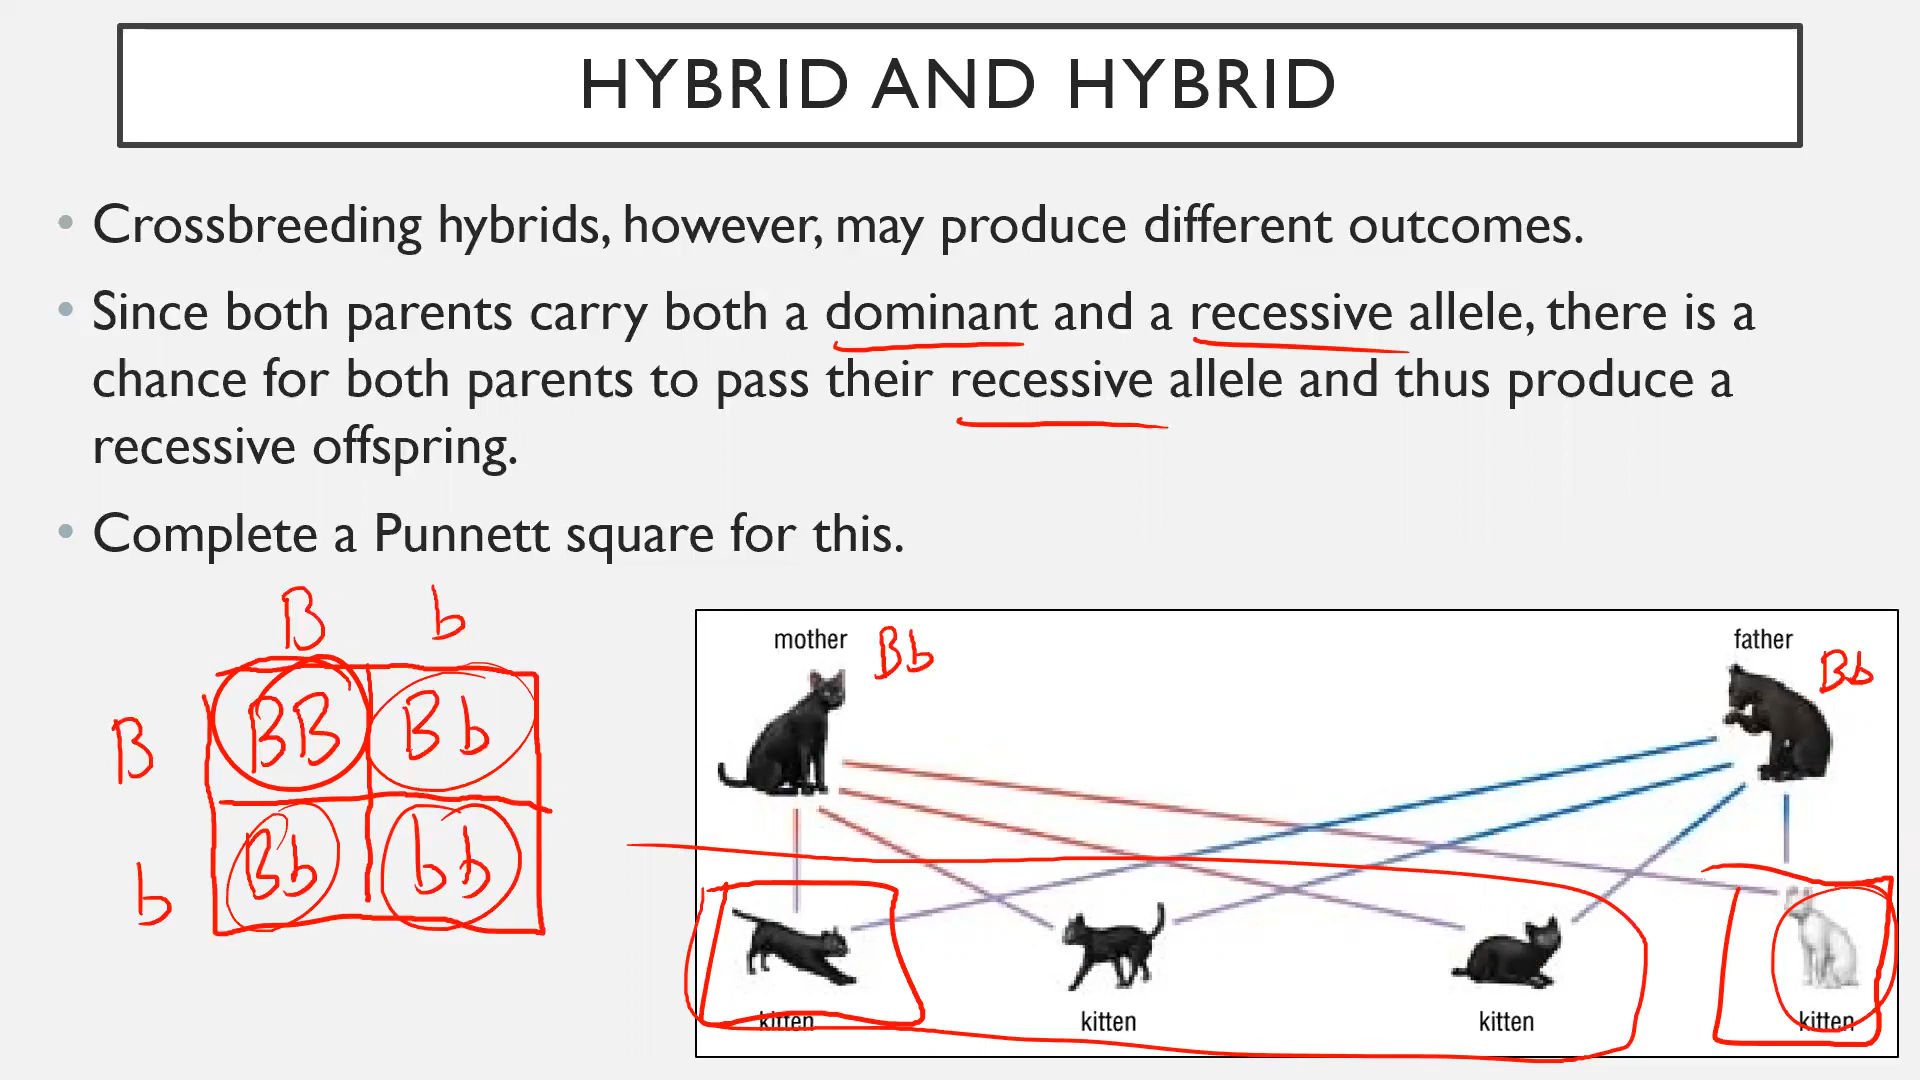 HYBRID AND HYBRID
• Crossbreeding hybrids, however, may produce different outcomes.
• Since both parents carry both a dominant and a recessive allele, there is a
chance for both parents to pass their recessive allele and thus produce a
recessive offspring.
• Complete a Punnett square for this.
B b
B BB Bb
b Bb bb
mother Bb father Bb
kitten kitten kitten kitten